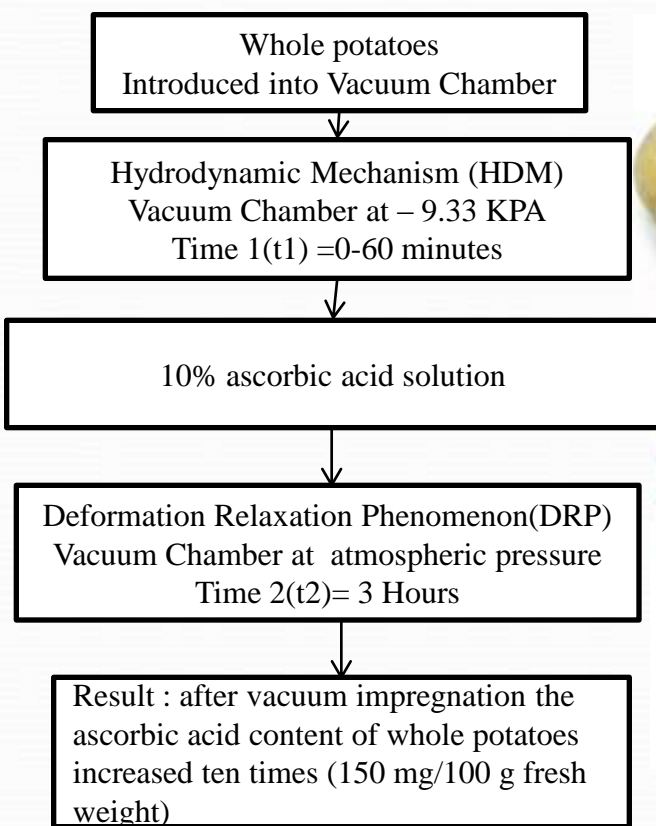 Whole potatoes
Introduced into Vacuum Chamber
Hydrodynamic Mechanism (HDM)
Vacuum Chamber at – 9.33 KPA
Time 1(t1) =0-60 minutes
10% ascorbic acid solution
Deformation Relaxation Phenomenon(DRP)
Vacuum Chamber at  atmospheric pressure
Time 2(t2)= 3 Hours
Result : after vacuum impregnation the
ascorbic acid content of whole potatoes
increased ten times (150 mg/100 g fresh
weight)